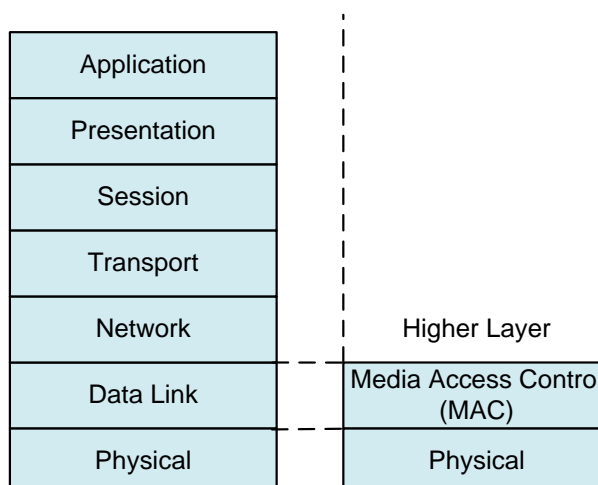 Application
Presentation
Session
Transport
Network
Data Link
Physical
Higher Layer
Media Access Contro
(MAC)
Physical